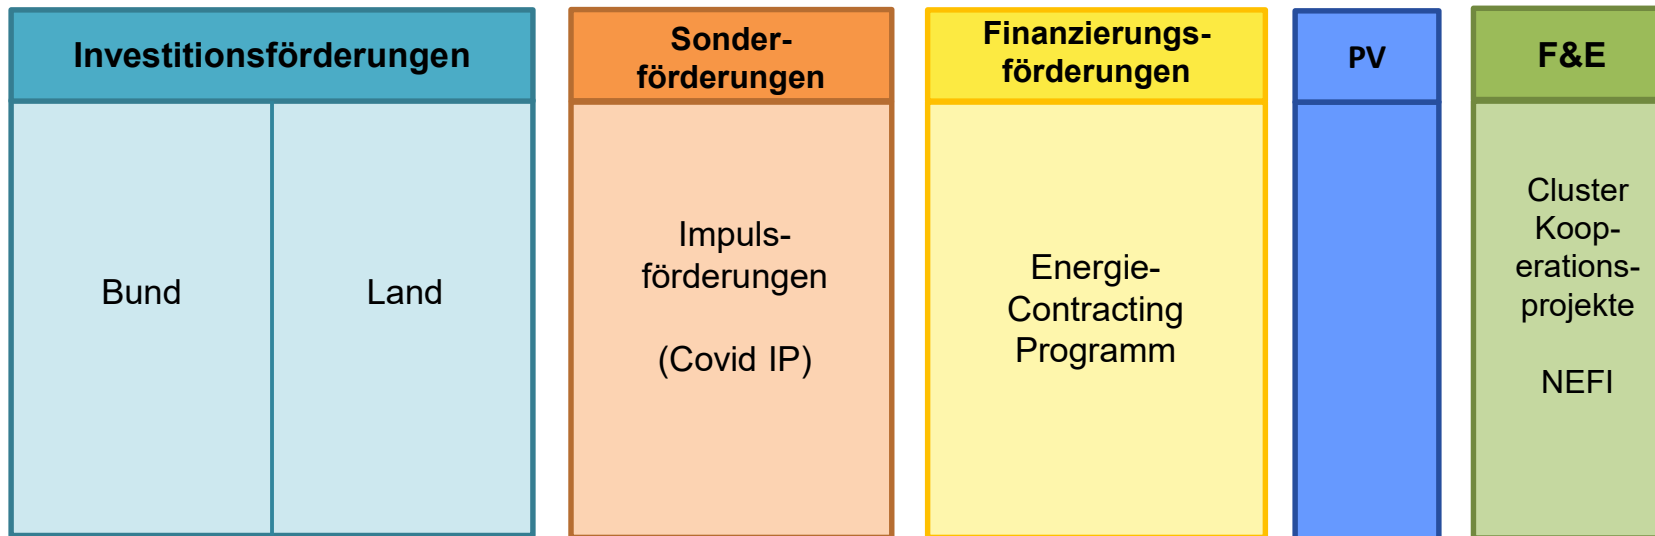 Investitionsförderungen
Bund
Land
Sonder-
förderungen
Impuls-
förderungen
(Covid IP)
Finanzierungs-
förderungen
Energie-
Contracting
Programm
PV
F&E
Cluster
Koop-
erations-
projekte
NEFI